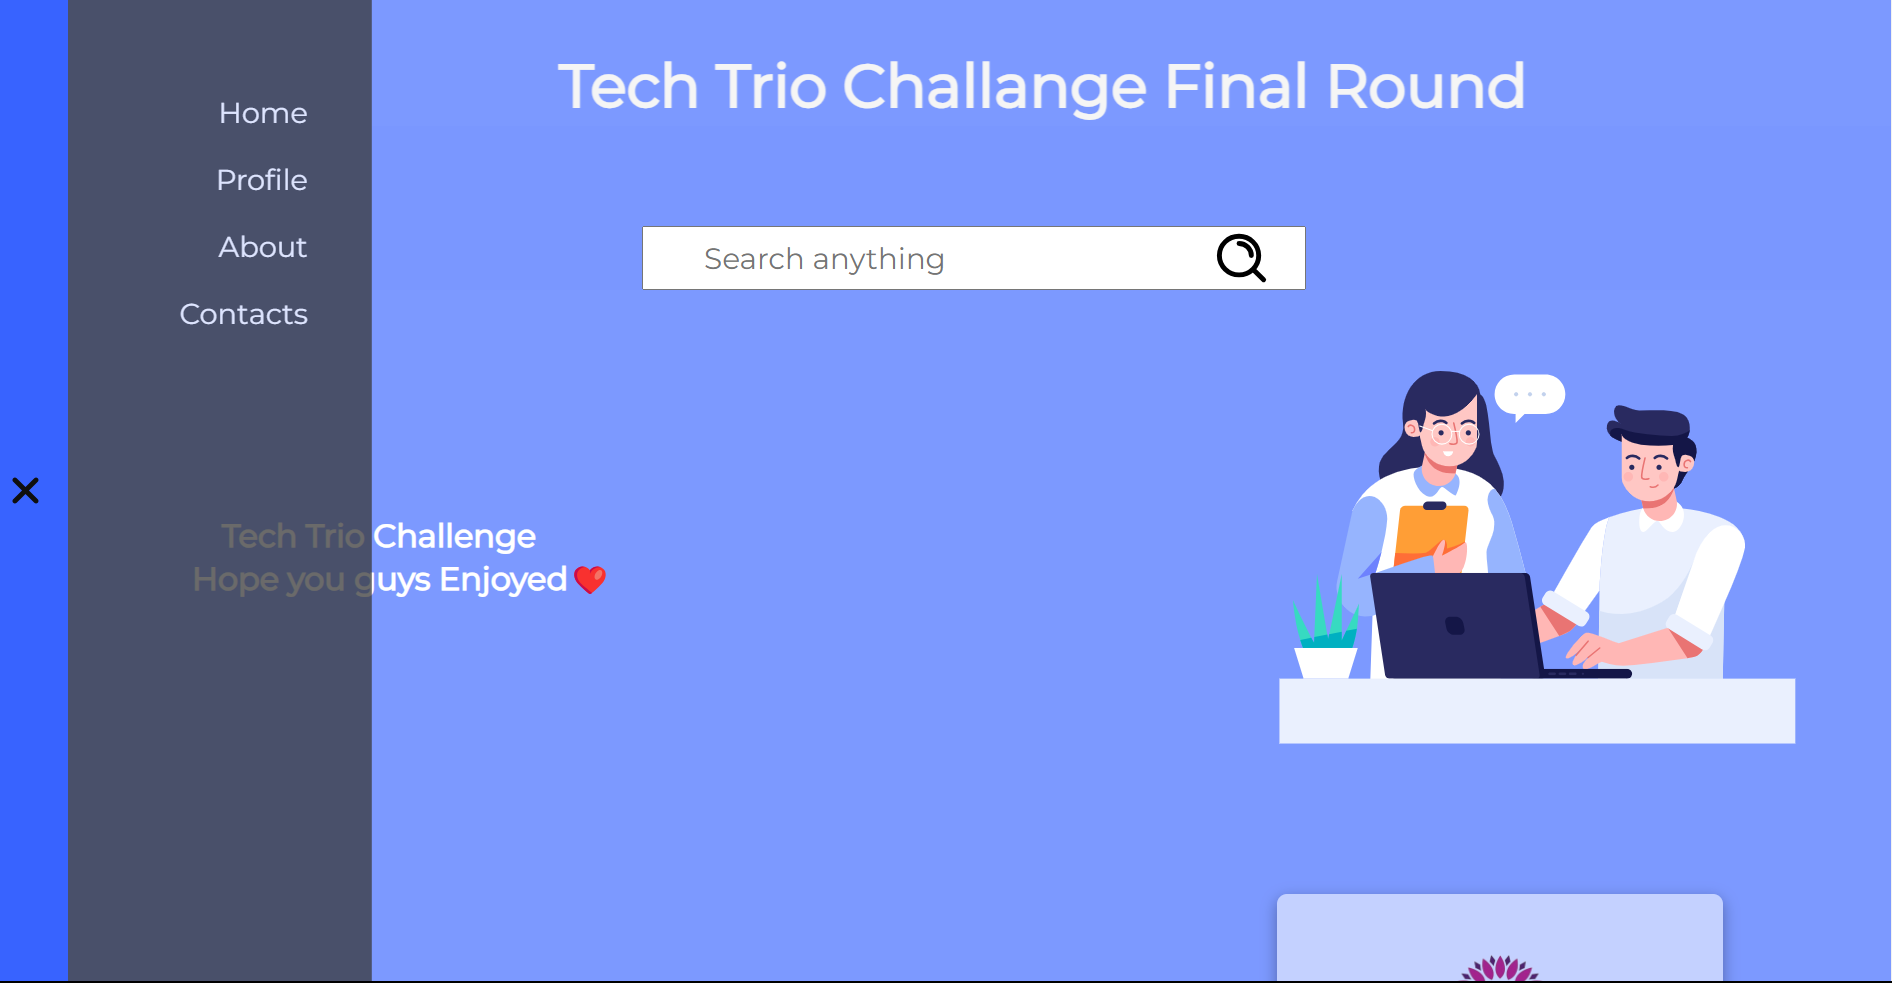 Tech Trio Challange Final Round
Home
Profile
About
Contacts
Search anything
Tech Trio Challenge
Hope you guys Enjoyed ❤️